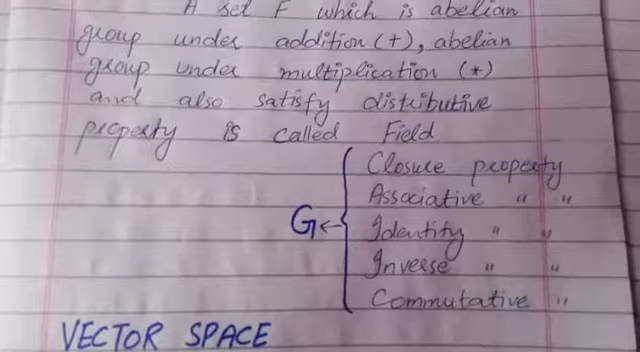 A set F which is abelian
group under addition (+), abelian
group under multiplication (*)
and also satisfy distributive
property is called Field
Closure property
Associative " "
G← Identity " "
Inverse " "
Commutative "
VECTOR SPACE